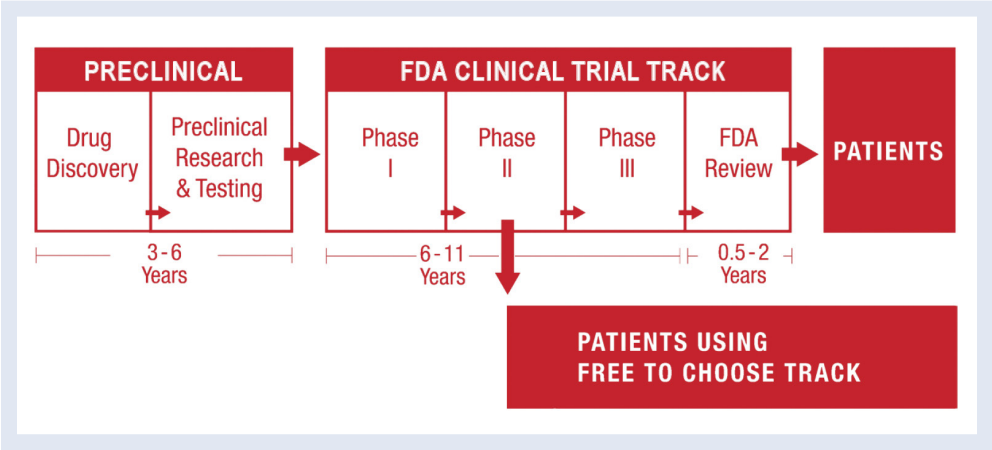 PRECLINICAL
Drug
Discovery
Preclinical
Research
& Testing
3-6
Years
FDA CLINICAL TRIAL TRACK
Phase
I
Phase
II
Phase
III
FDA
Review
6-11
Years
0.5-2
Years
PATIENTS
PATIENTS USING
FREE TO CHOOSE TRACK